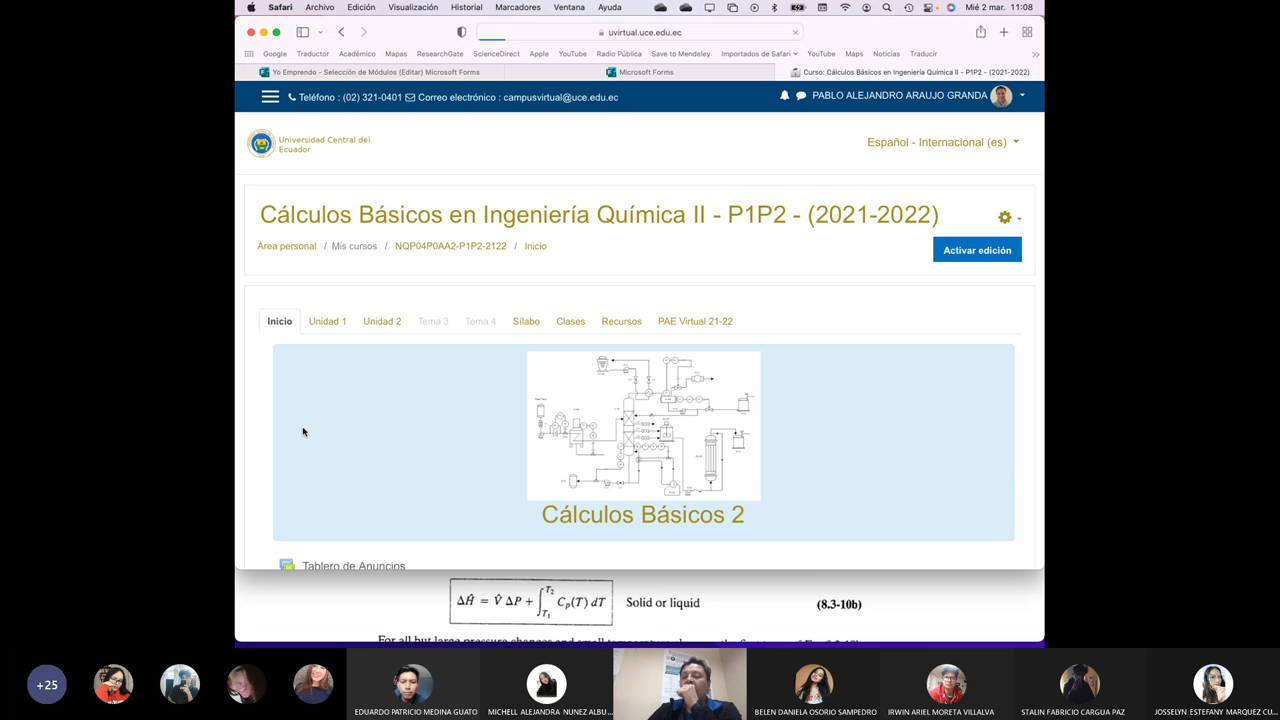 Safari Archivo Edición Visualización Historial Marcadores Ventana Ayuda Mié 2 mar. 11:08
uvirtual.uce.edu.ec
Google Traductor Académico Mapas ResearchGate ScienceDirect Apple YouTube Radio Pública Save to Mendeley Importados de Safari YouTube Maps Noticias Traducir
Yo Emprendo - Selección de Módulos (Editar) Microsoft Forms Microsoft Forms Curso: Cálculos Básicos en Ingeniería Química II - P1P2 - (2021-2022)
Teléfono : (02) 321-0401 Correo electrónico : campusvirtual@uce.edu.ec PABLO ALEJANDRO ARAUJO GRANDA
Universidad Central del
Ecuador
Español - Internacional (es)
Cálculos Básicos en Ingeniería Química II - P1P2 - (2021-2022)
Área personal / Mis cursos / NQP04P0AA2-P1P2-2122 / Inicio
Activar edición
Inicio Unidad 1 Unidad 2 Tema 3 Tema 4 Sílabo Clases Recursos PAE Virtual 21-22
Cálculos Básicos 2
Tablero de Anuncios
ΔĤ = V̂ ΔP + ∫_{T1}^{T2} Cp(T) dT Solid or liquid (8.3-10b)
+25
EDUARDO PATRICIO MEDINA GUATO
MICHELL ALEJANDRA NUNEZ ALBU...
BELEN DANIELA OSORIO SAMPEDRO
IRWIN ARIEL MORETA VILLALVA
STALIN FABRICIO CARGUA PAZ
JOSSELYN ESTEFANY MARQUEZ CU...